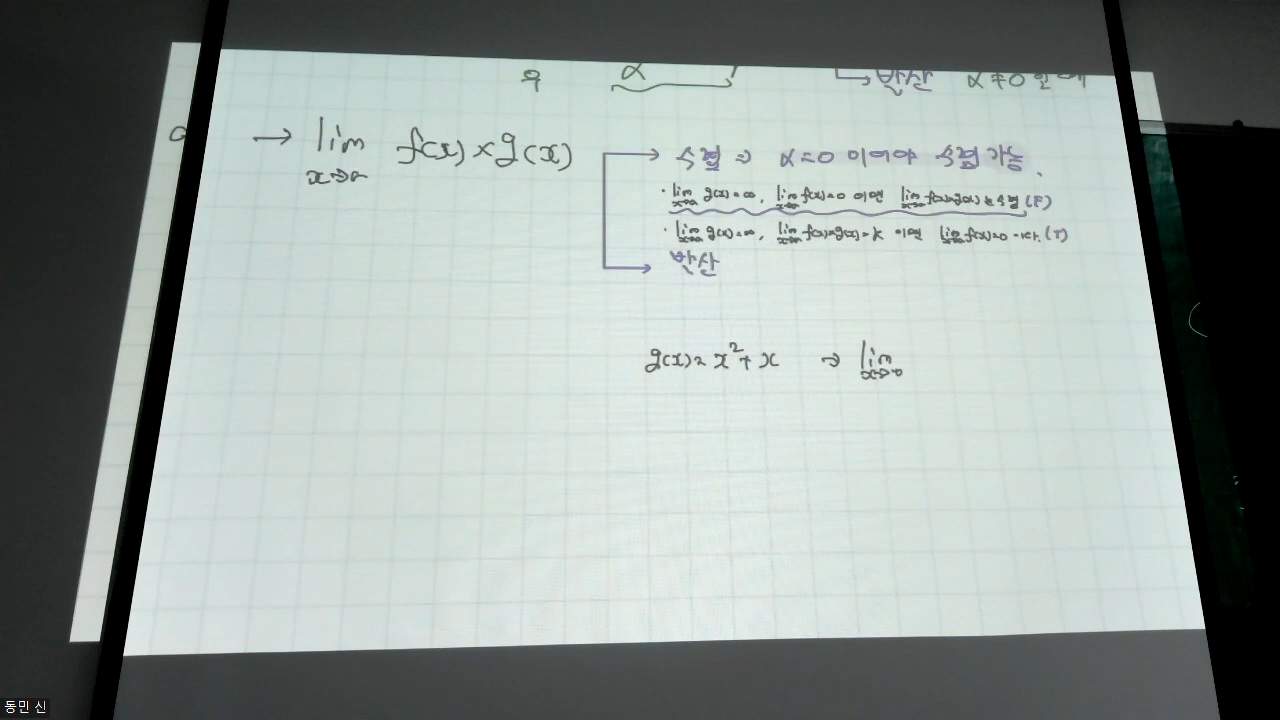 우 α 발산 α≠0일때
→ lim f(x)×g(x)
x→a
수렴 ⇒ α=0 이어야 수렴가능.
· lim g(x)=∞, lim f(x)=0 이면 lim f(x)g(x)는 수렴 (F)
· lim g(x)=∞, lim f(x)×g(x)=k 이면 lim f(x)=0 이다. (T)
발산
g(x)= x²+x ⇒ lim
동민 신